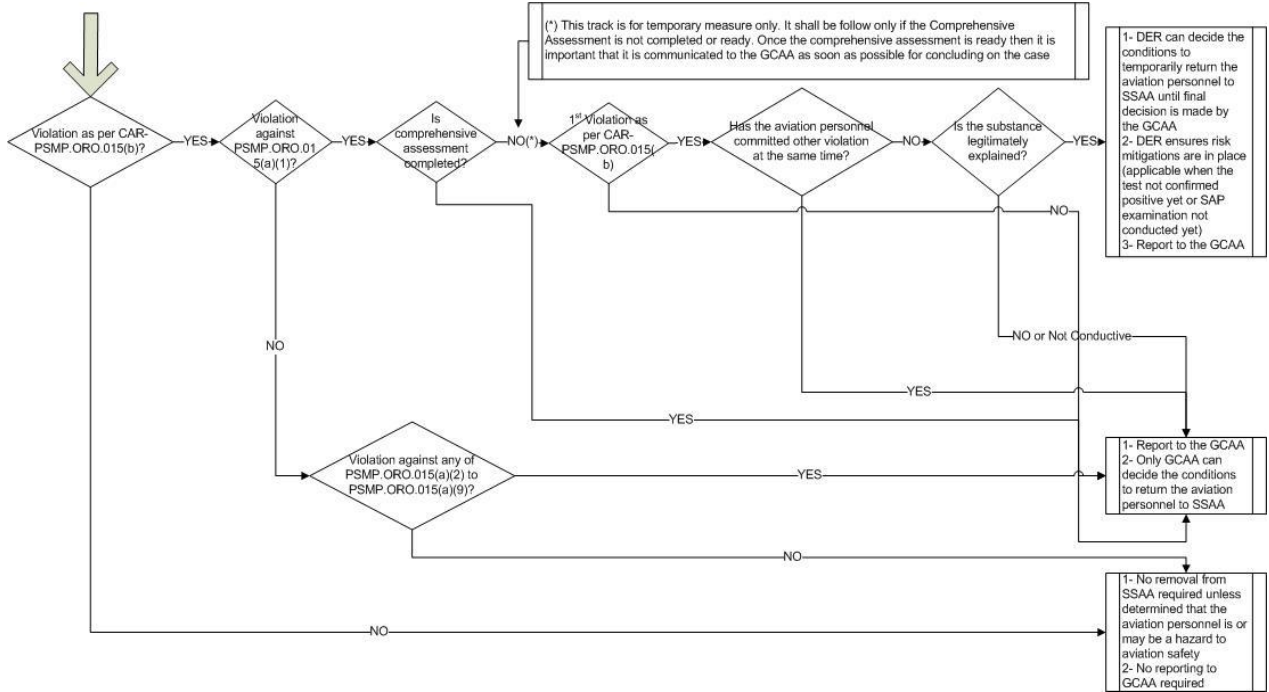 (*) This track is for temporary measure only. It shall be follow only if the Comprehensive
Assessment is not completed or ready. Once the comprehensive assessment is ready then it is
important that it is communicated to the GCAA as soon as possible for concluding on the case
Violation as per CAR-
PSMP.ORO.015(b)?
YES
Violation
against
PSMP.ORO.01
5(a)(1)?
YES
Is
comprehensive
assessment
completed?
NO(*)
1st Violation as
per CAR-
PSMP.ORO.015(
b)
YES
Has the aviation personnel
committed other violation
at the same time?
NO
Is the substance
legitimately
explained?
YES
1- DER can decide the
conditions to
temporarily return the
aviation personnel to
SSAA until final
decision is made by
the GCAA
2- DER ensures risk
mitigations are in place
(applicable when the
test not confirmed
positive yet or SAP
examination not
conducted yet)
3- Report to the GCAA
NO
NO
NO or Not Conductive
YES
YES
Violation against any of
PSMP.ORO.015(a)(2) to
PSMP.ORO.015(a)(9)?
YES
1- Report to the GCAA
2- Only GCAA can
decide the conditions
to return the aviation
personnel to SSAA
NO
NO
1- No removal from
SSAA required unless
determined that the
aviation personnel is or
may be a hazard to
aviation safety
2- No reporting to
GCAA required